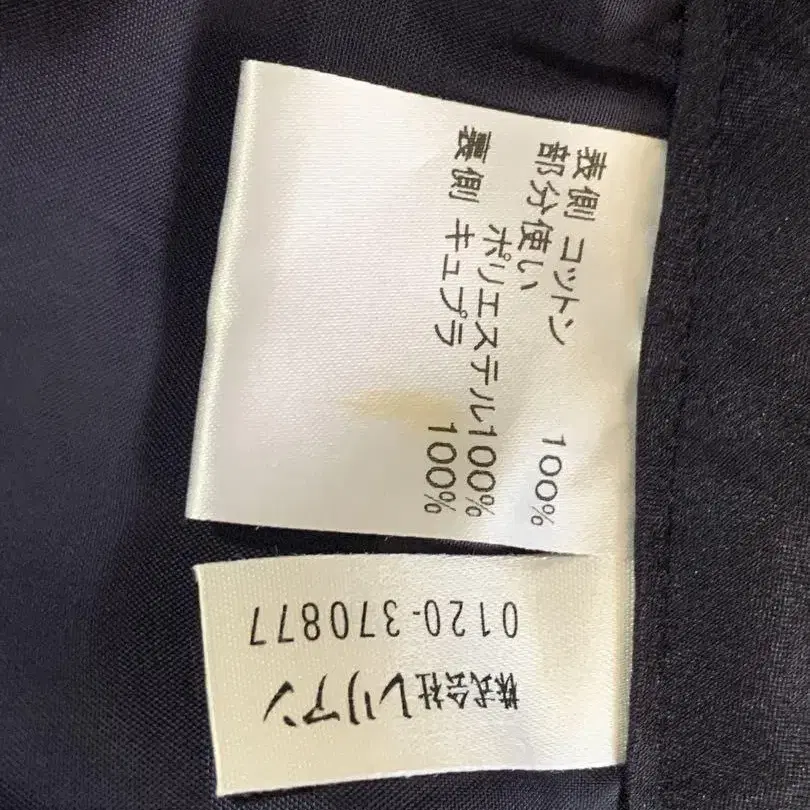 表側 コットン 100%
部分使い
ポリエステル100%
裏側 キュプラ 100%
株式会社レリアン
0120-370877